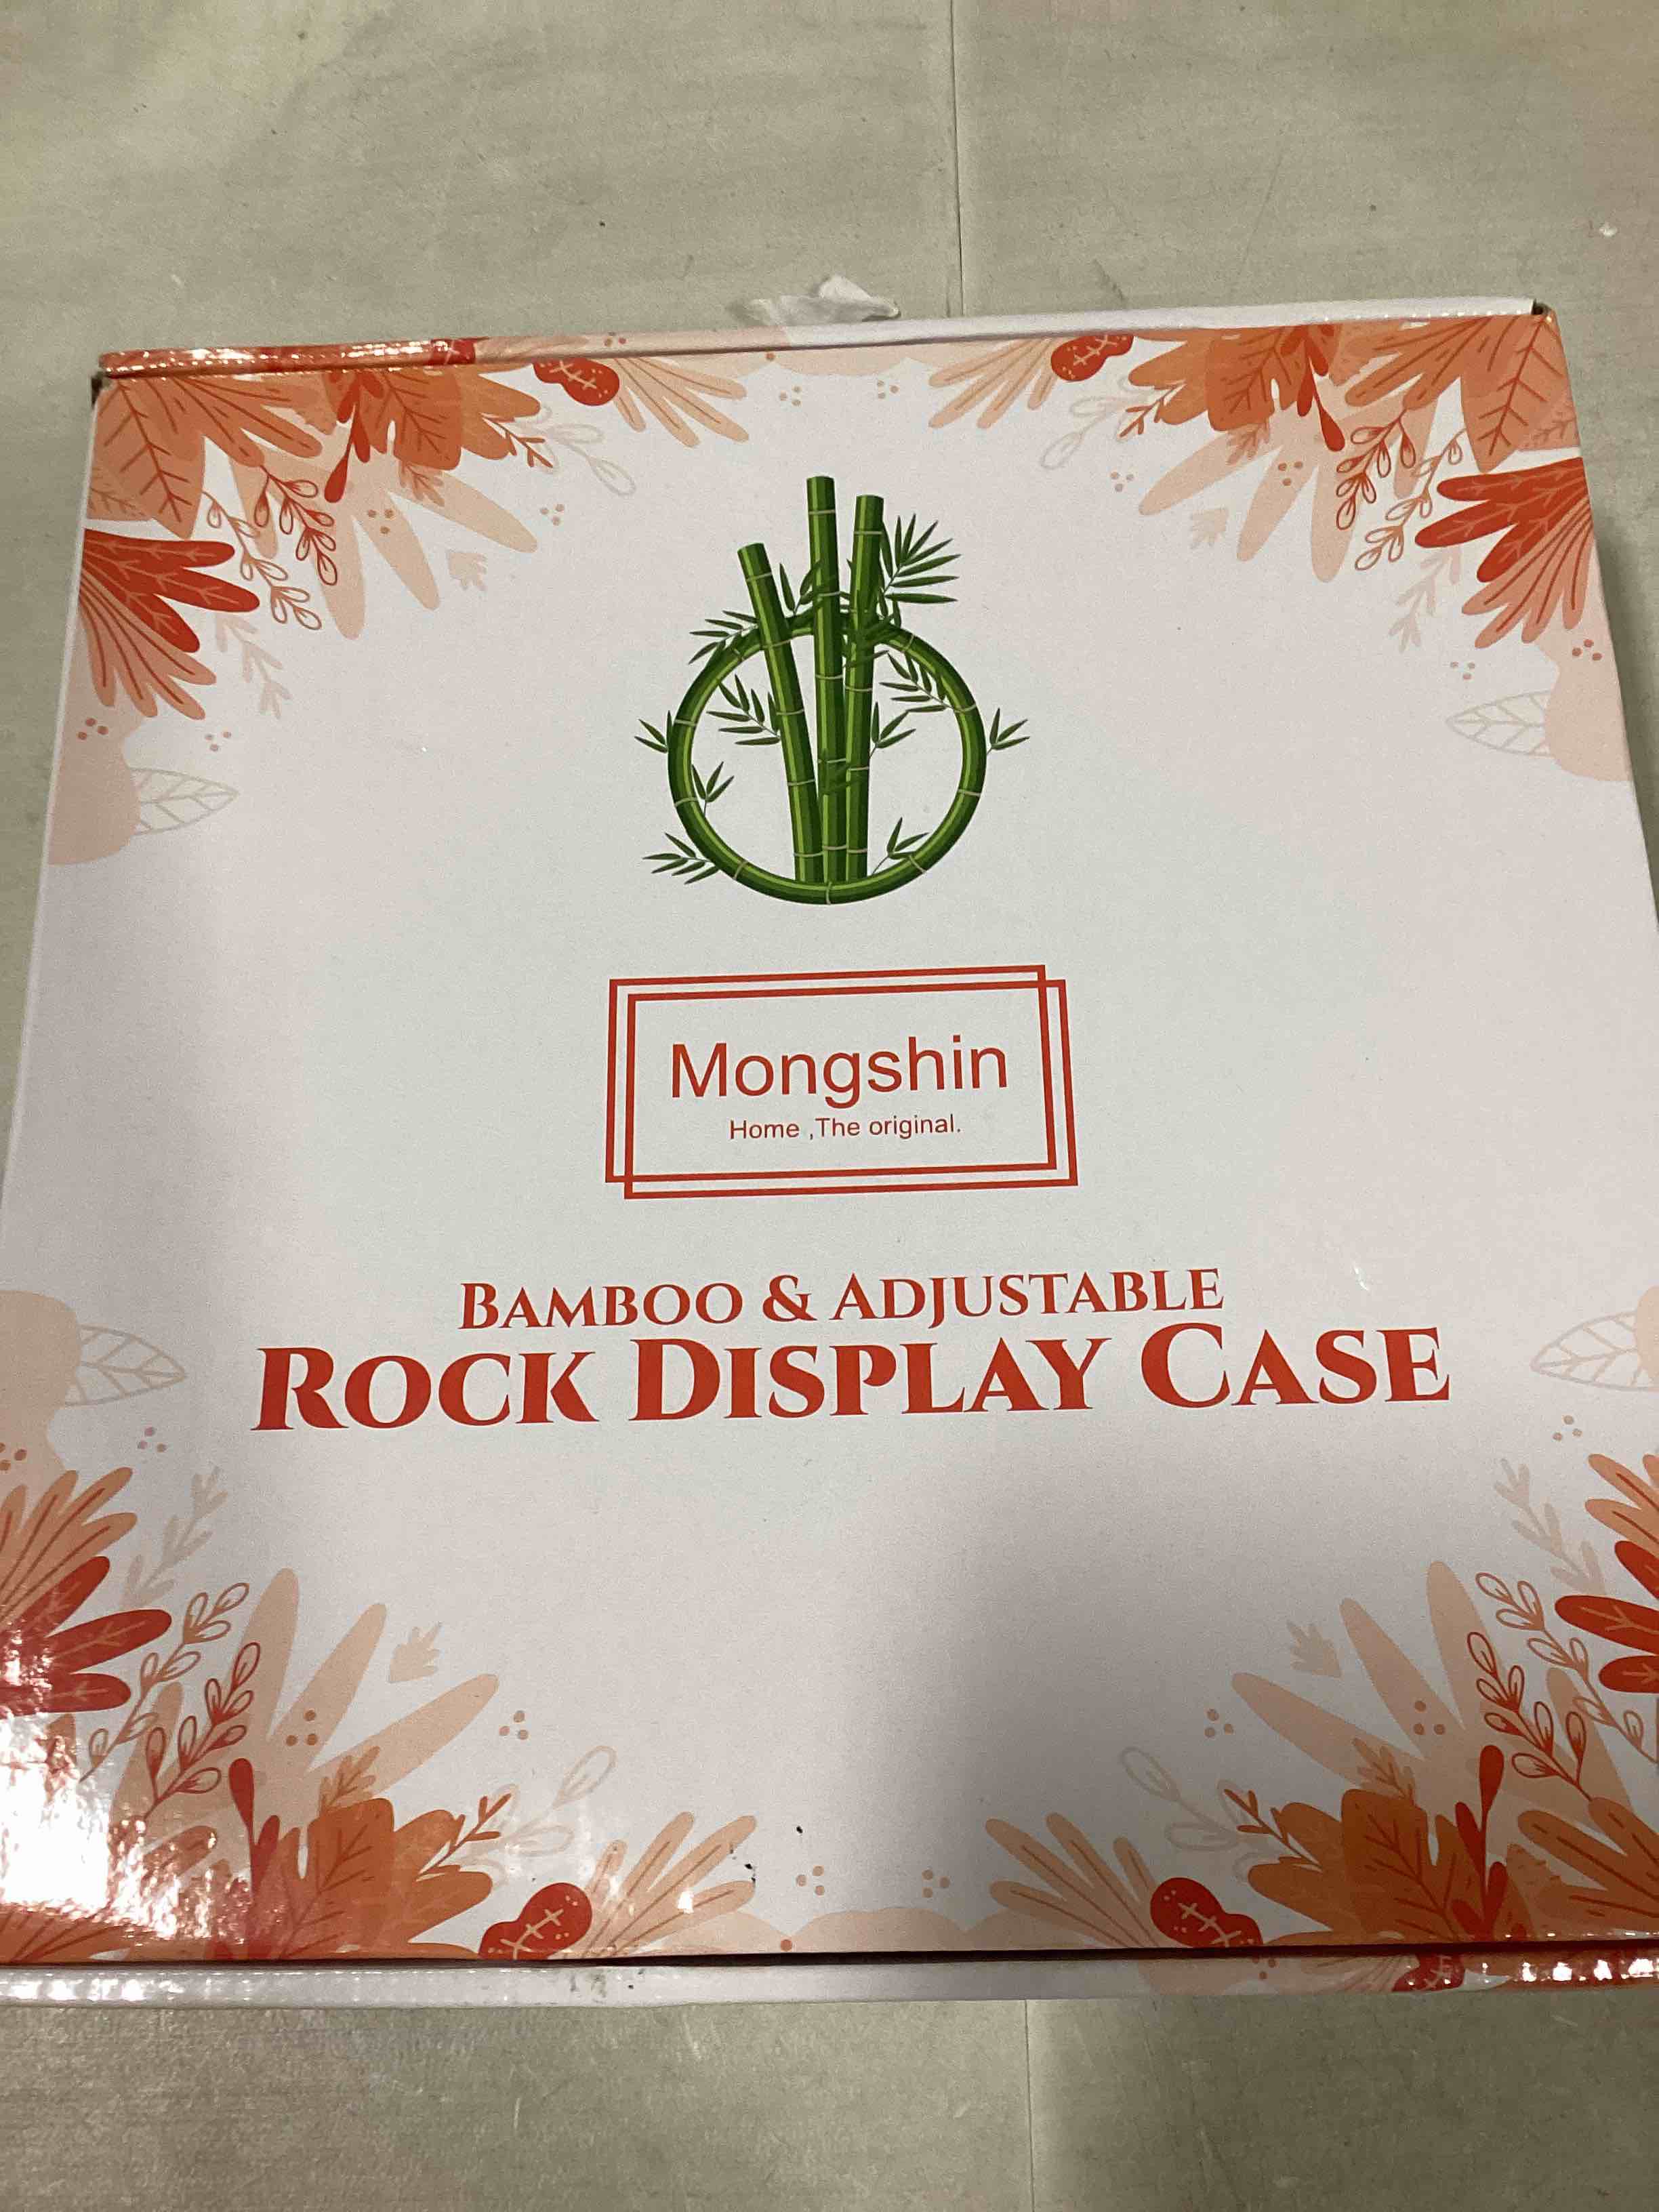 Mongshin
Home ,The original.
BAMBOO & ADJUSTABLE
ROCK DISPLAY CASE